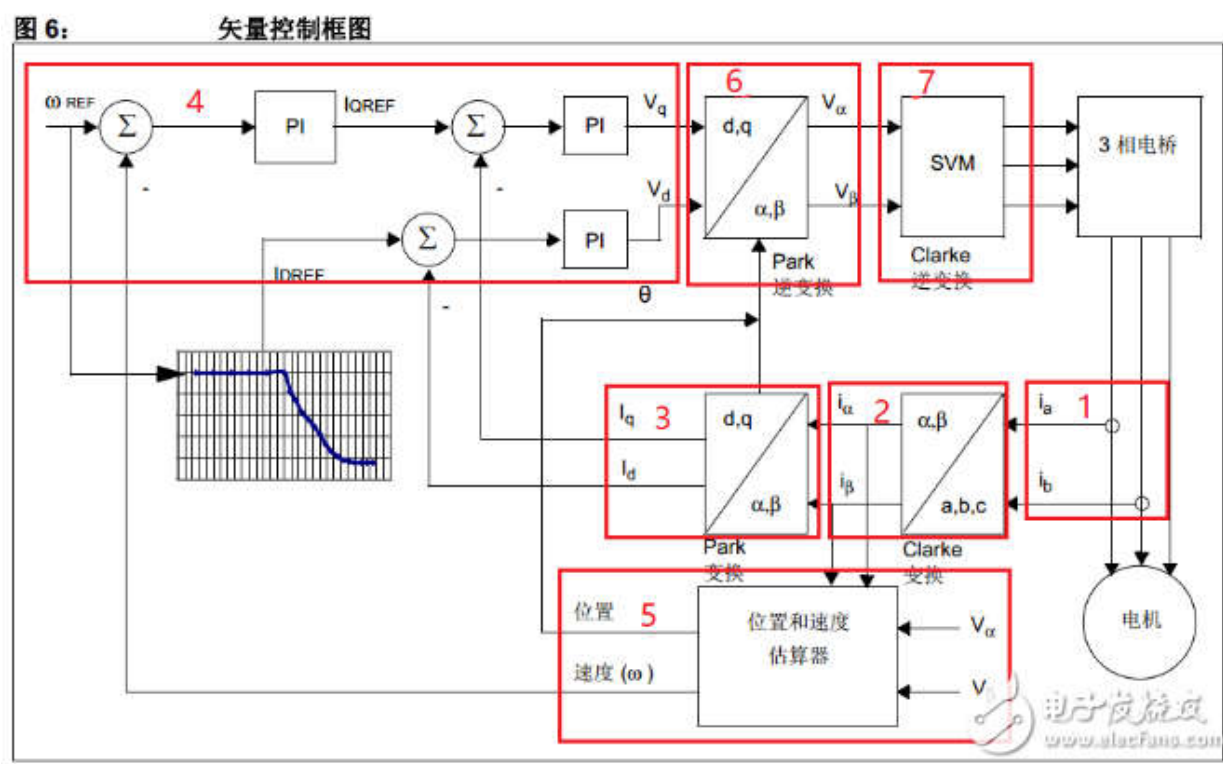 图 6： 矢量控制框图
ω REF
4
Σ
PI
IQREF
Σ
PI
Vq
6
d,q
α,β
Vα
7
SVM
3 相电桥
-
-
Vd
Vβ
Σ
PI
IDREF
-
θ
Park
逆变换
Clarke
逆变换
Iq
3
d,q
iα
2
α,β
ia
1
Id
α,β
iβ
a,b,c
ib
Park
变换
Clarke
变换
位置
5
位置和速度
估算器
Vα
电机
速度 (ω )
电子发烧友
www.elecfans.com